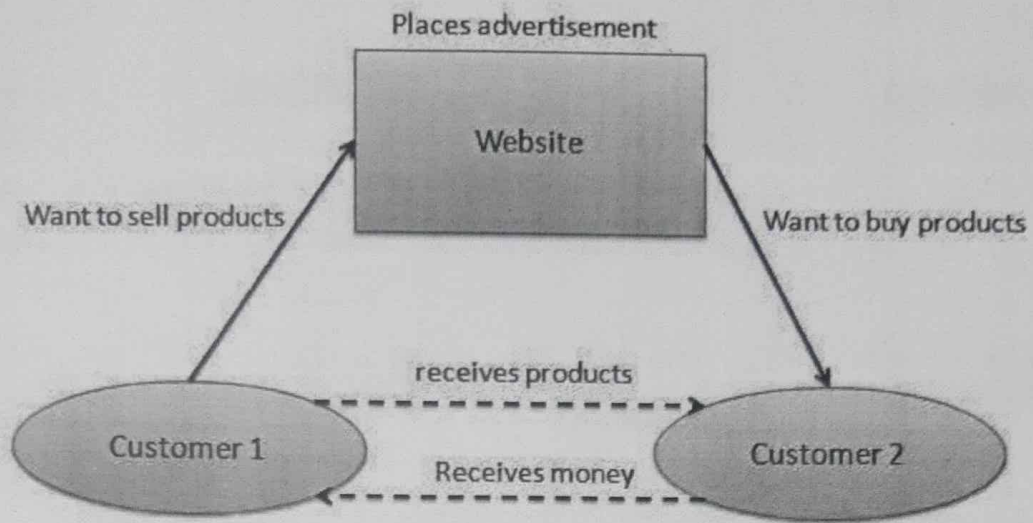 Places advertisement
Website
Want to sell products
Want to buy products
receives products
Customer 1
Customer 2
Receives money